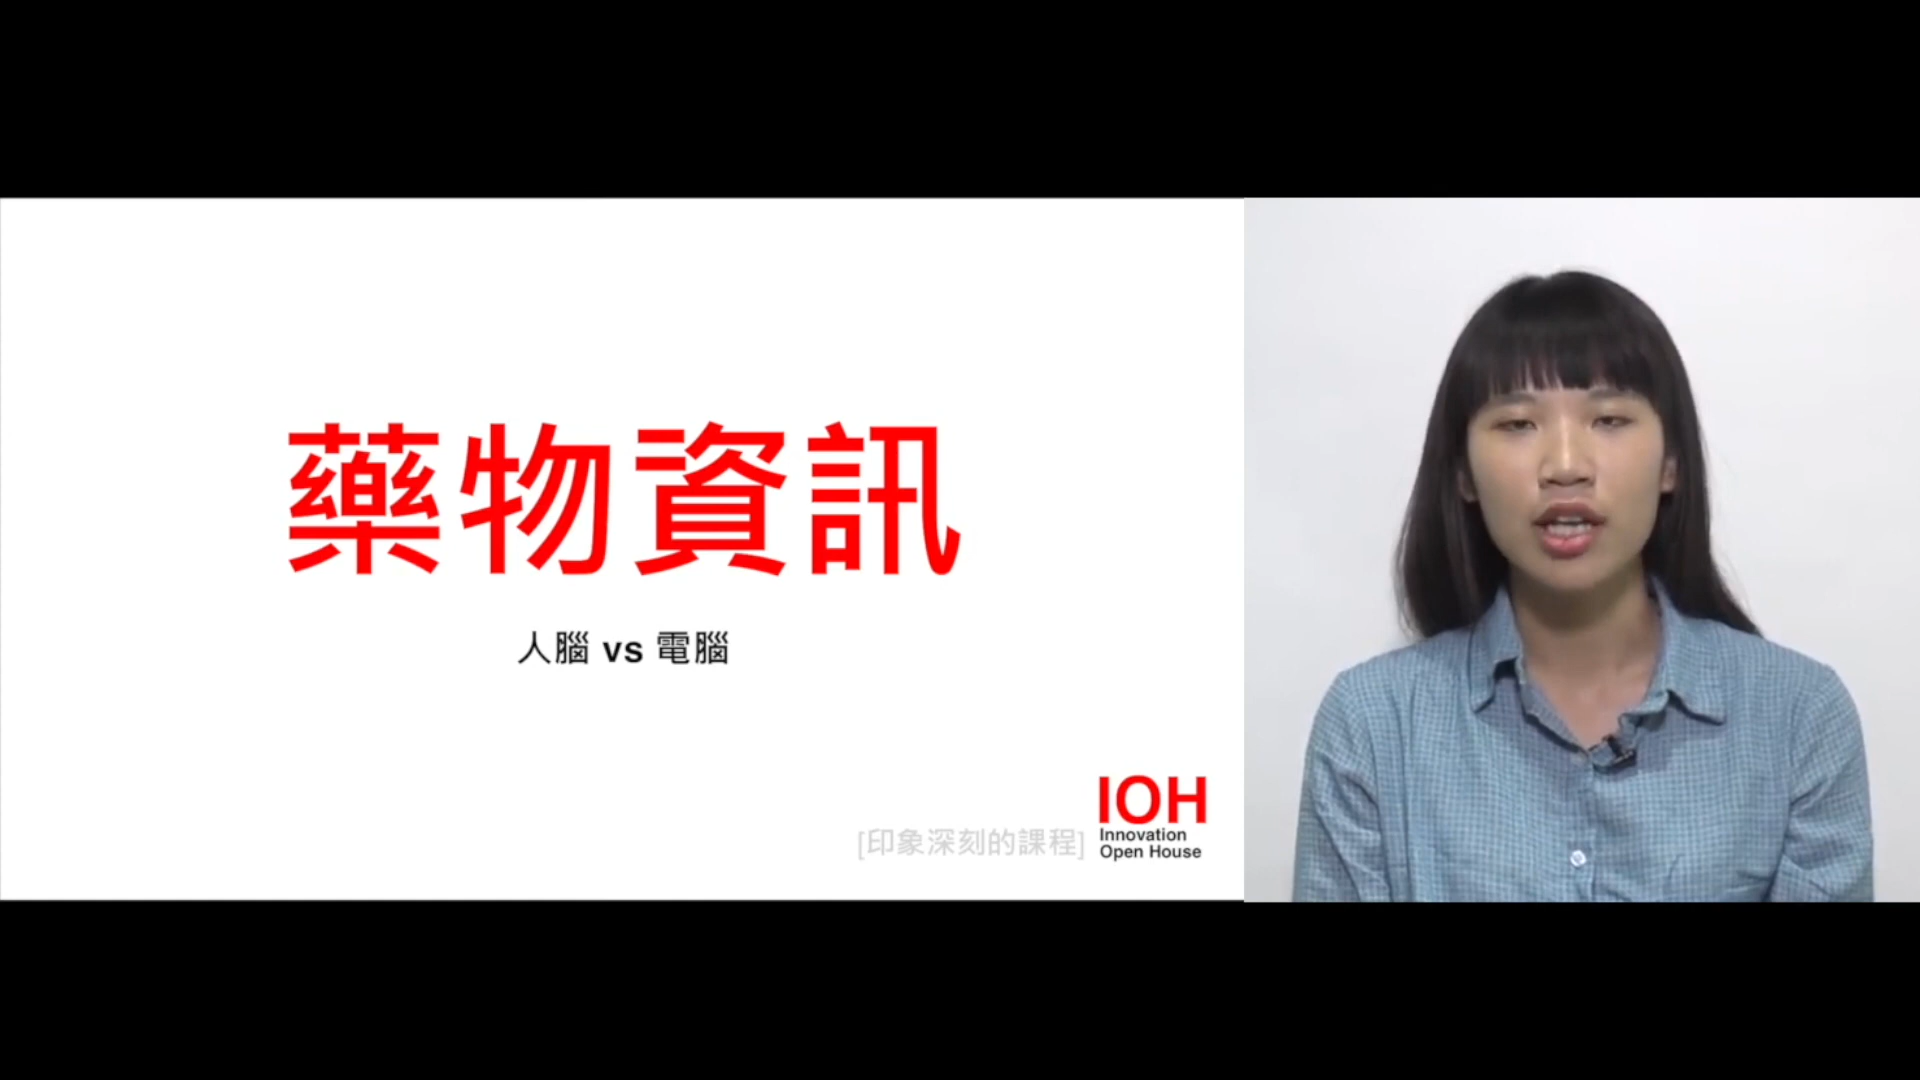 藥物資訊
人腦 vs 電腦
[印象深刻的課程]
IOH
Innovation
Open House